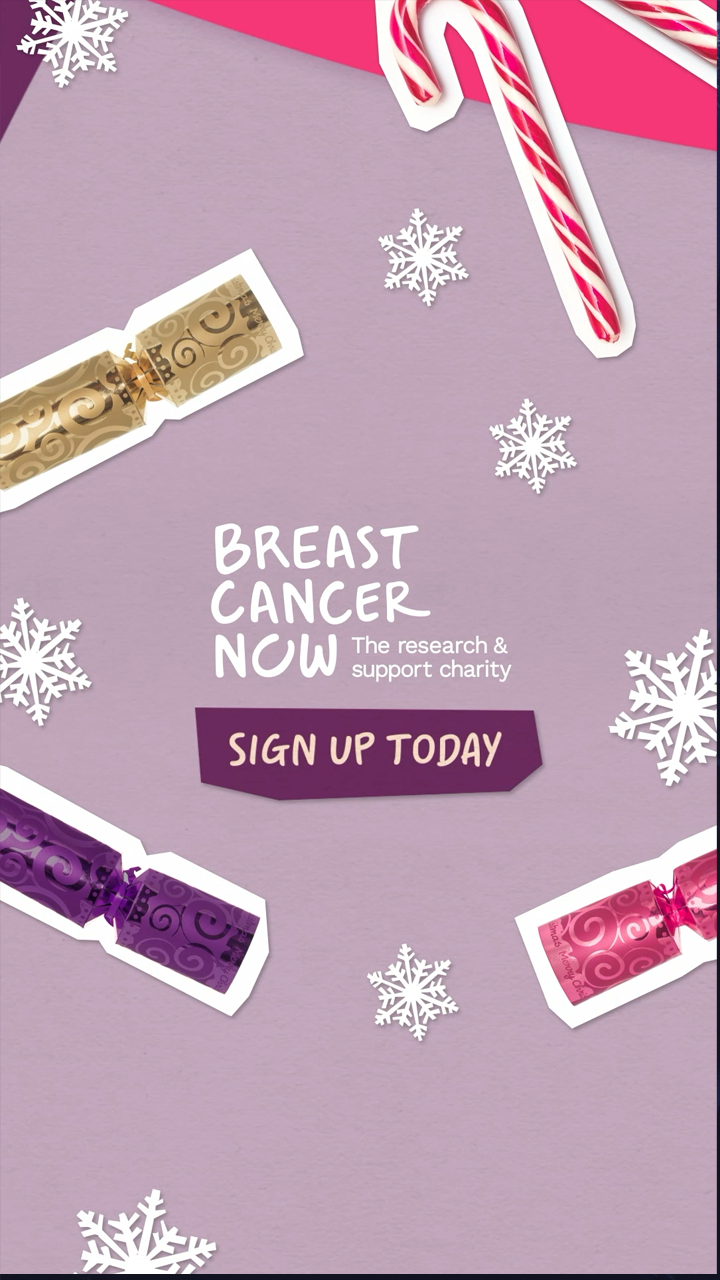 BREAST
CANCER
NOW The research &
support charity
SIGN UP TODAY